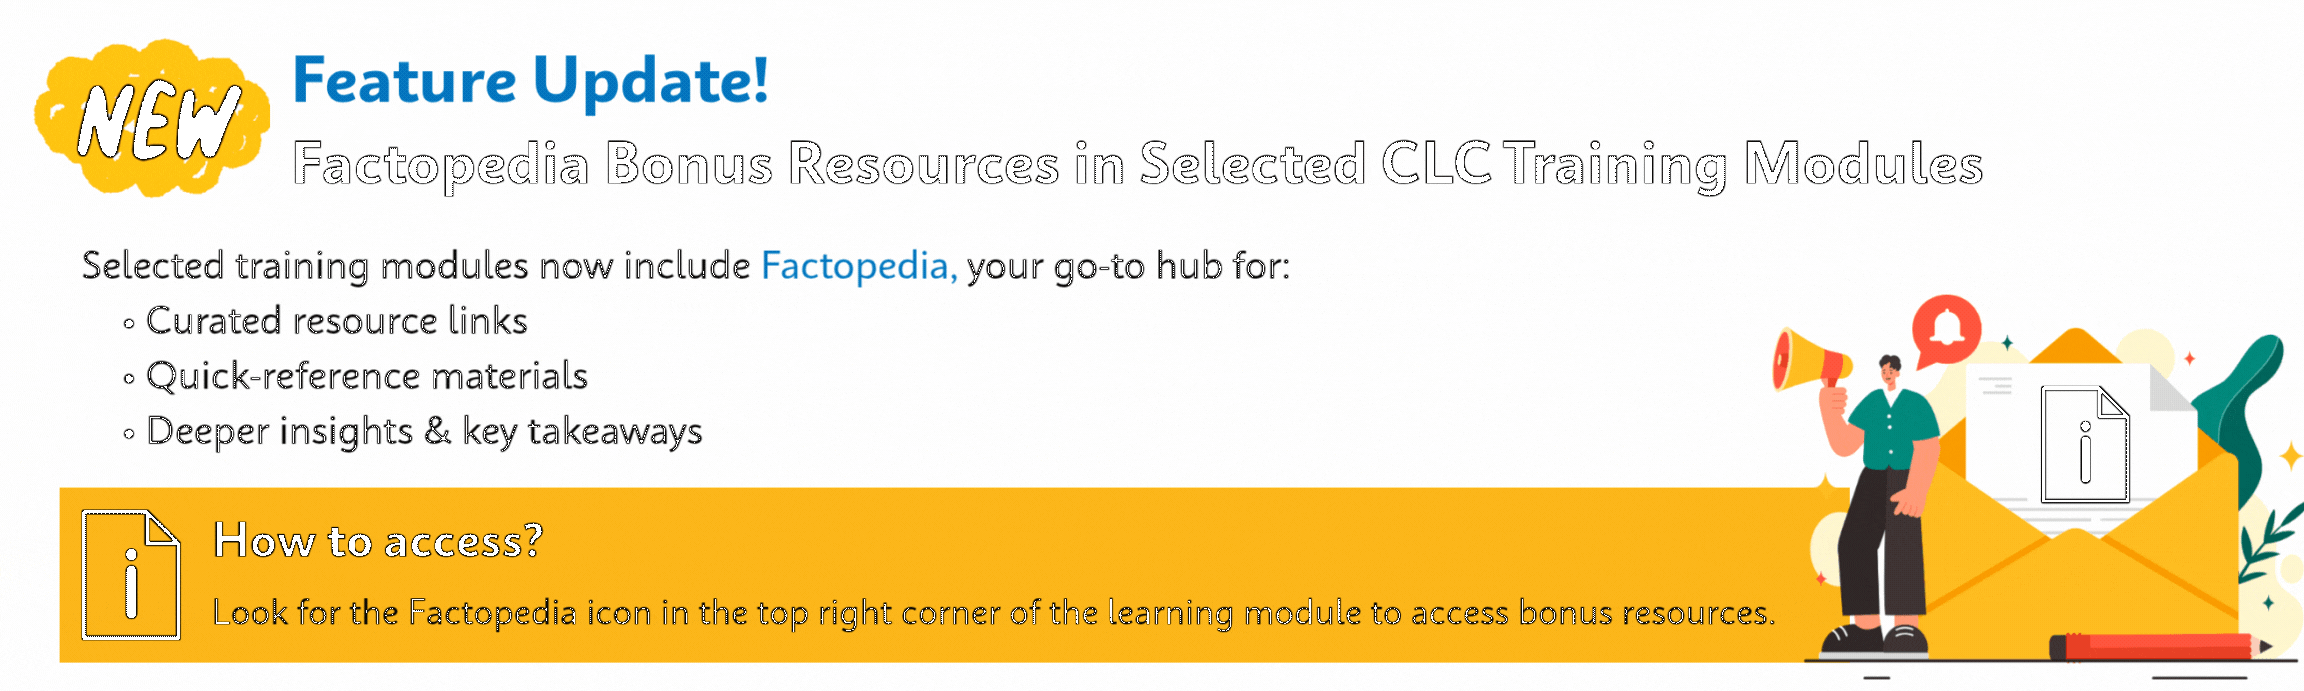 NEW
Feature Update!
Factopedia Bonus Resources in Selected CLC Training Modules
Selected training modules now include Factopedia, your go-to hub for:
• Curated resource links
• Quick-reference materials
• Deeper insights & key takeaways
How to access?
Look for the Factopedia icon in the top right corner of the learning module to access bonus resources.